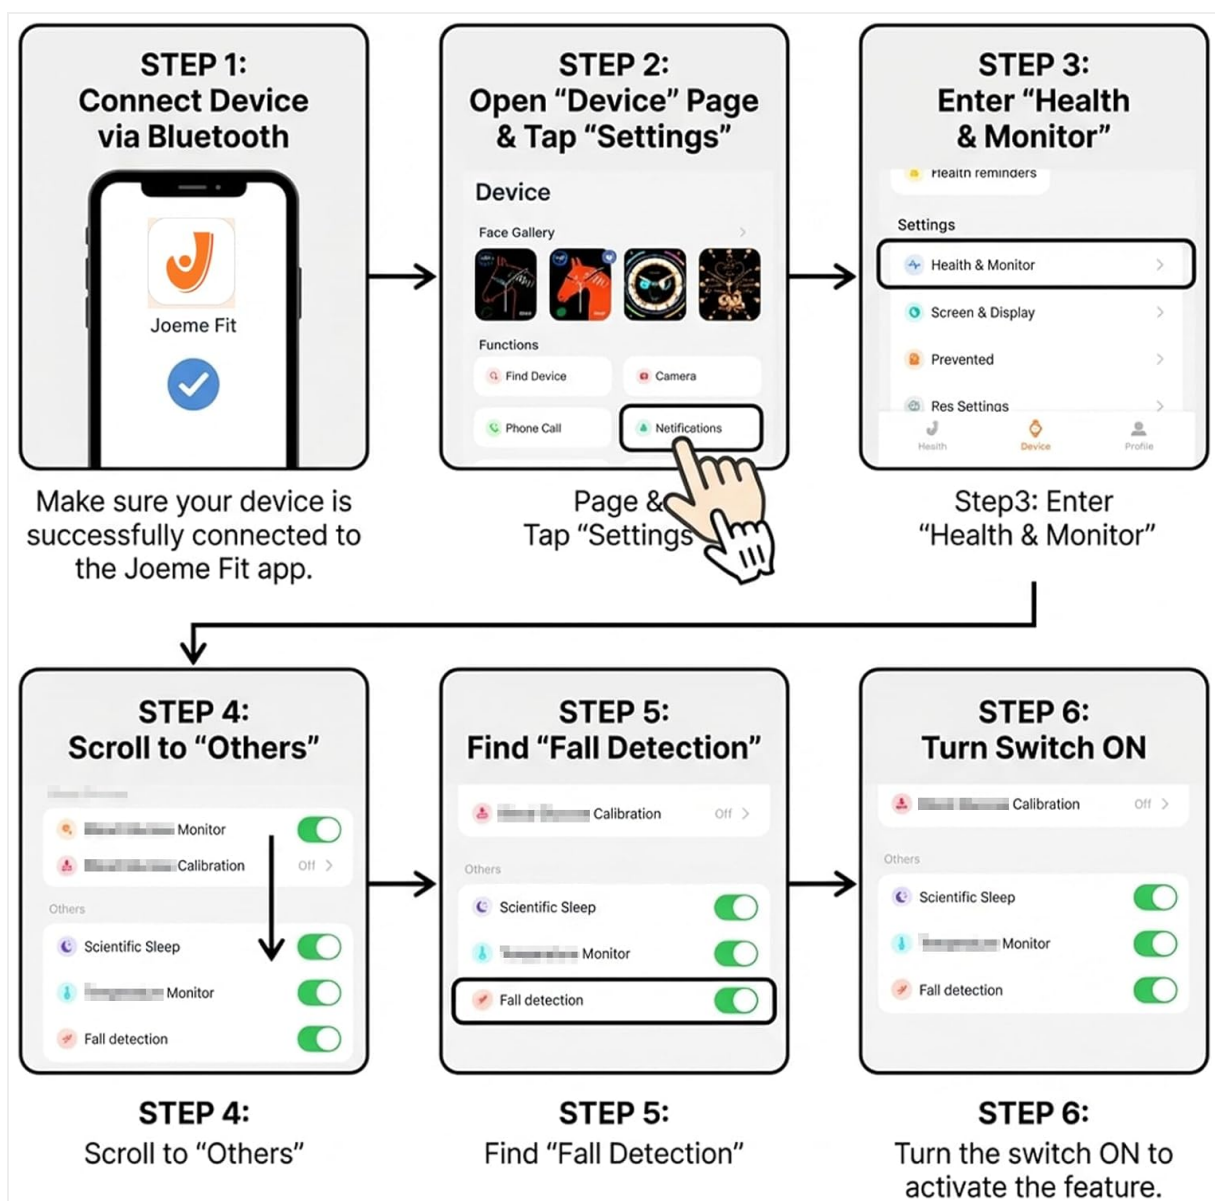 STEP 1:
Connect Device
via Bluetooth
Joeme Fit
Make sure your device is
successfully connected to
the Joeme Fit app.
STEP 2:
Open “Device” Page
& Tap “Settings”
Device
Face Gallery
Functions
Find Device
Camera
Phone Call
Notifications
Page &
Tap “Settings
STEP 3:
Enter “Health
& Monitor”
Health reminders
Settings
Health & Monitor
Screen & Display
Prevented
Res Settings
Health
Device
Profile
Step3: Enter
“Health & Monitor”
STEP 4:
Scroll to “Others”
Monitor
Calibration Off
Others
Scientific Sleep
Monitor
Fall detection
STEP 4:
Scroll to “Others”
STEP 5:
Find “Fall Detection”
Calibration Off
Others
Scientific Sleep
Monitor
Fall detection
STEP 5:
Find “Fall Detection”
STEP 6:
Turn Switch ON
Calibration Off
Others
Scientific Sleep
Monitor
Fall detection
STEP 6:
Turn the switch ON to
activate the feature.